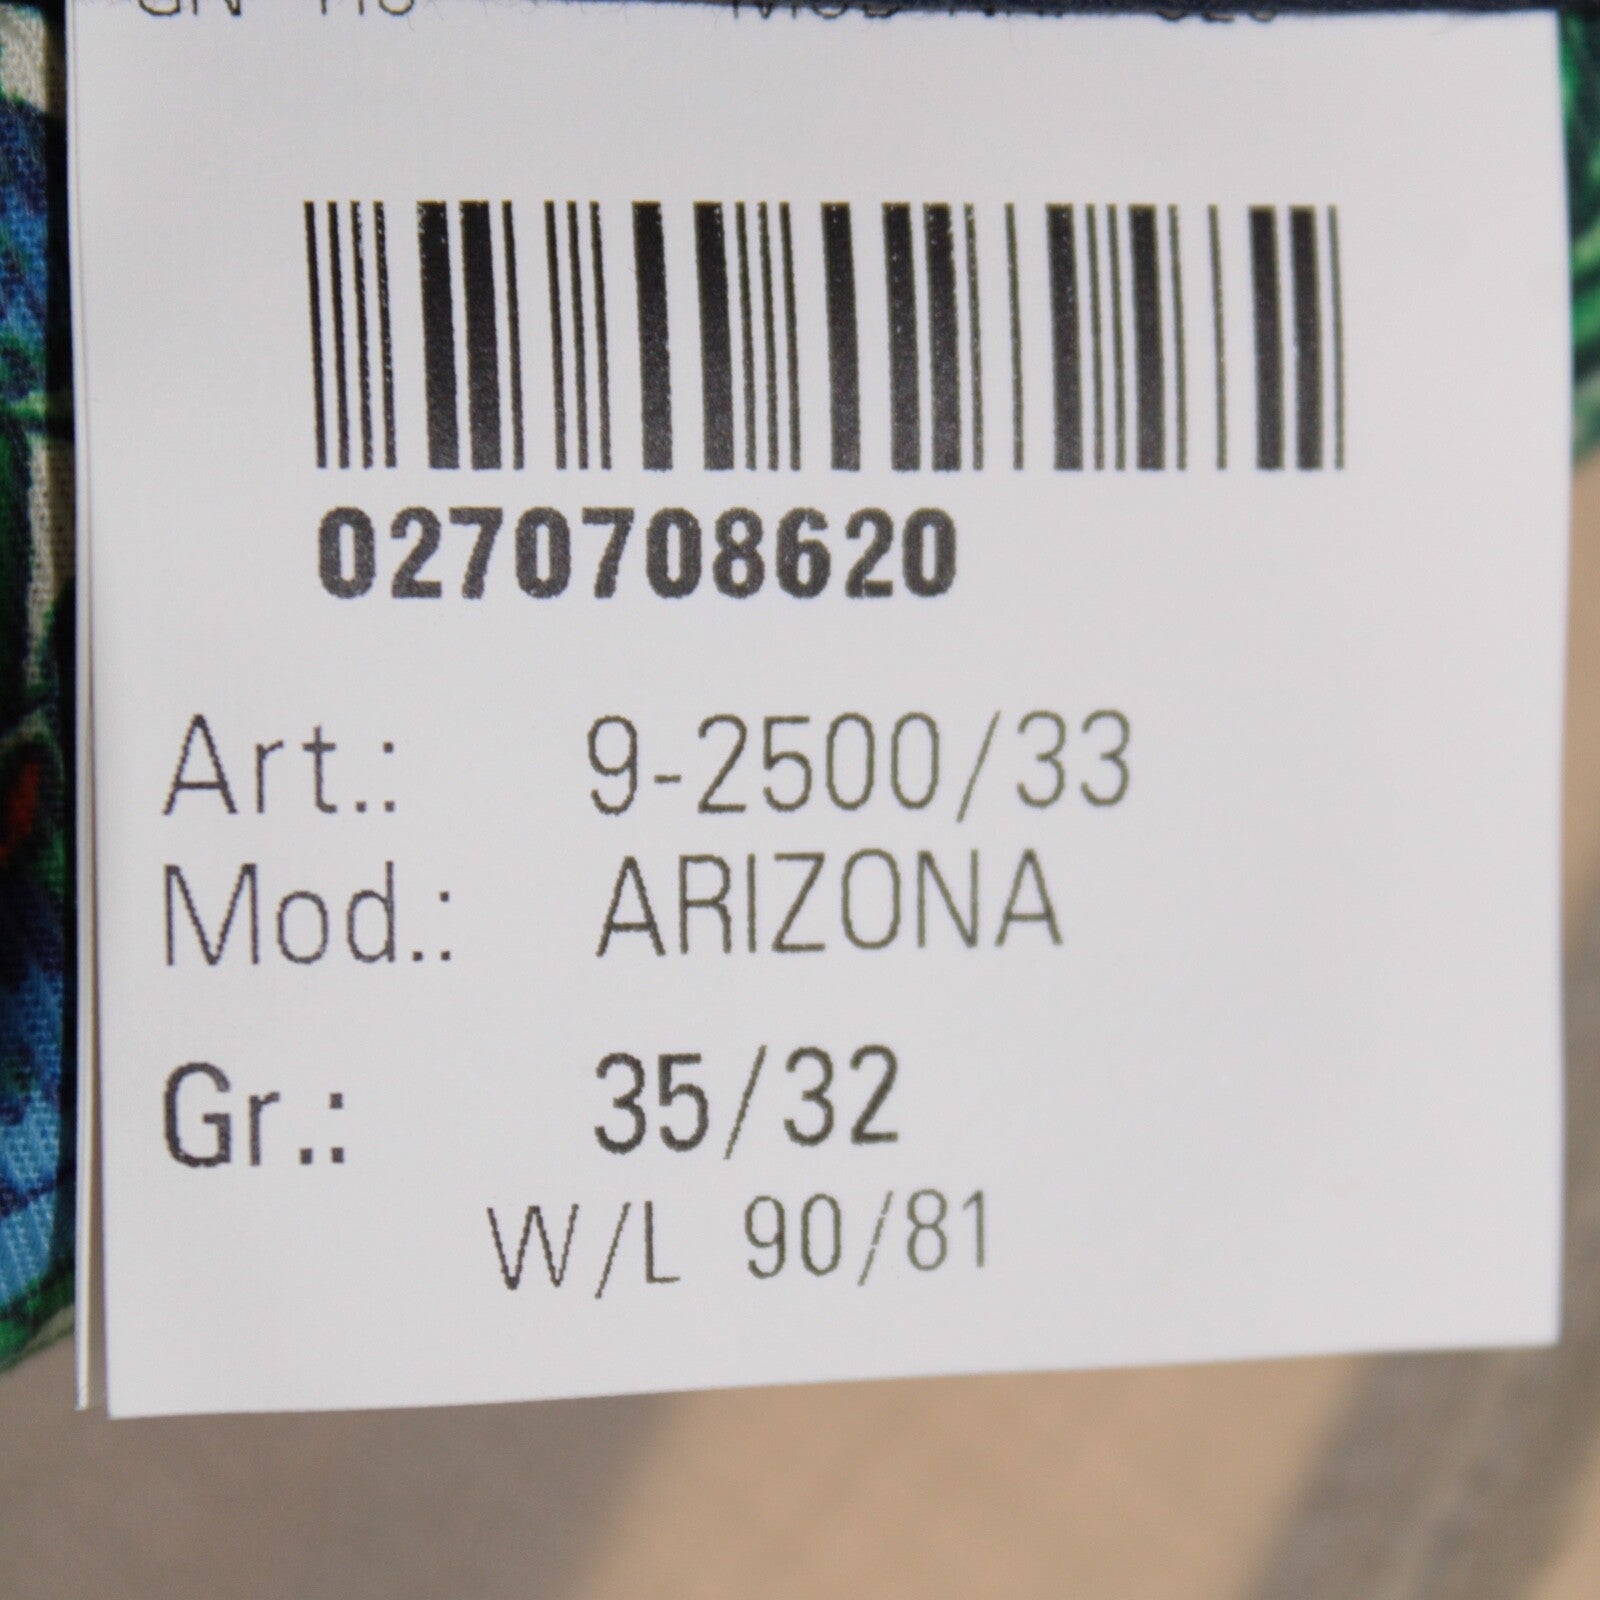 0270708620
Art.: 9-2500/33
Mod.: ARIZONA
Gr.: 35/32
W/L 90/81